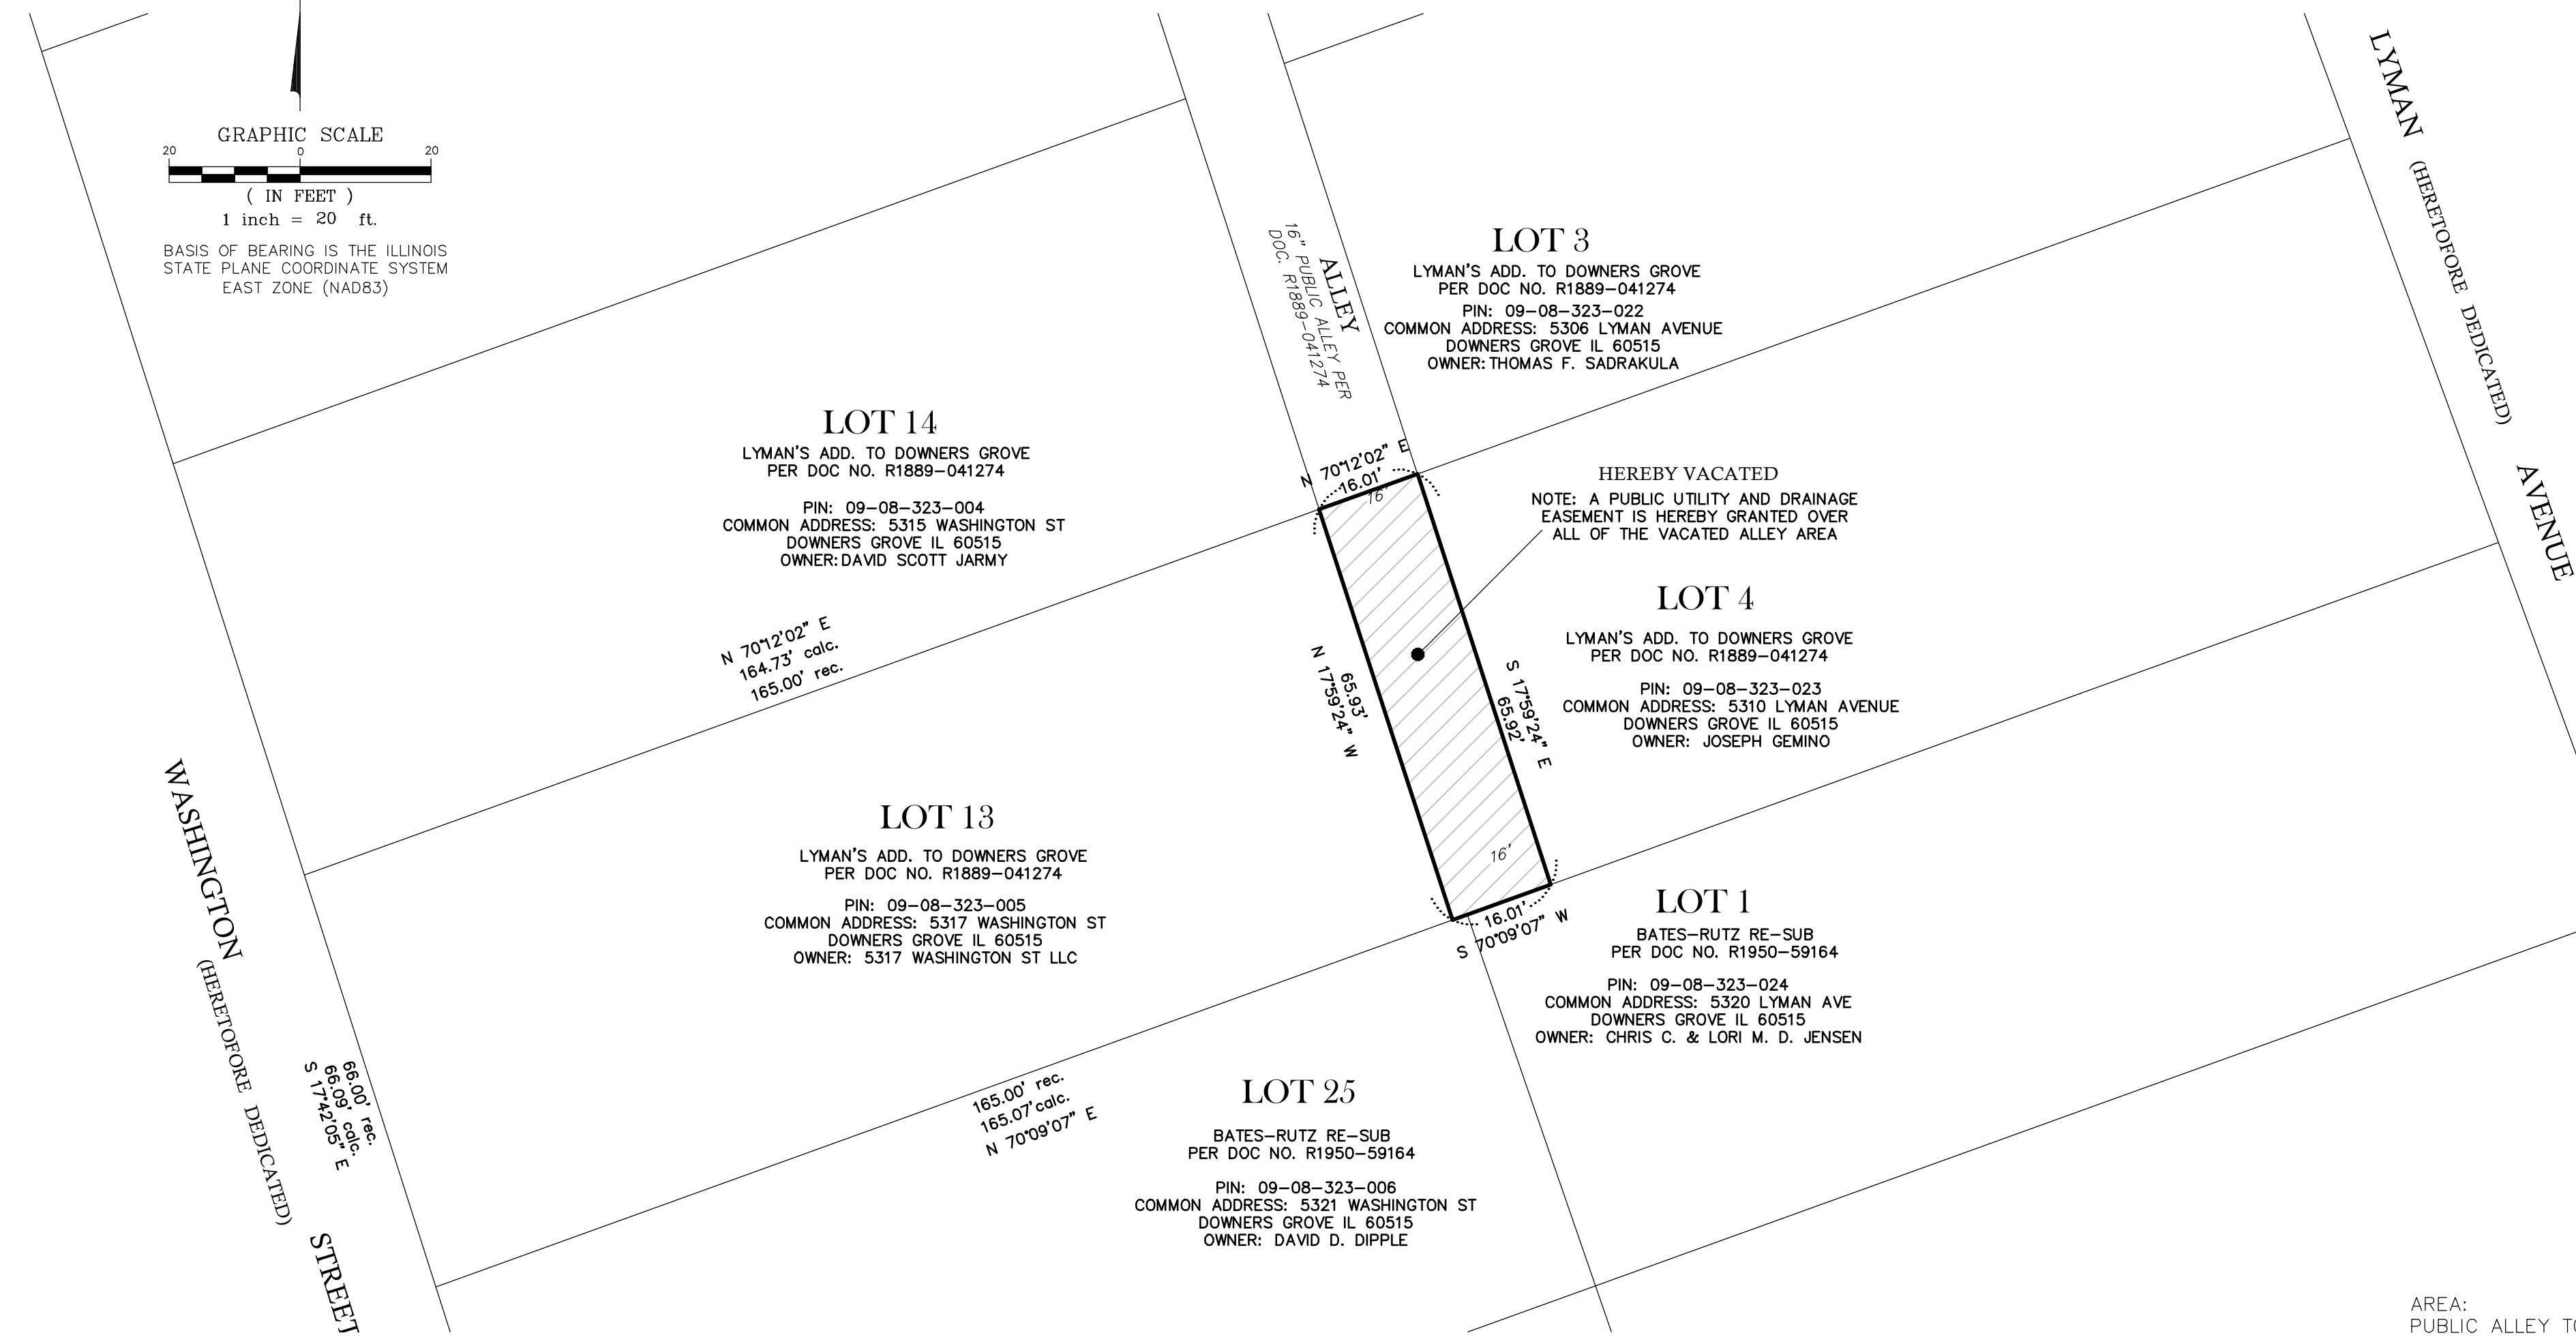 GRAPHIC SCALE
20 0 20
( IN FEET )
1 inch = 20 ft.
BASIS OF BEARING IS THE ILLINOIS
STATE PLANE COORDINATE SYSTEM
EAST ZONE (NAD83)
LYMAN (HERETOFORE DEDICATED) AVENUE
ALLEY
16" PUBLIC ALLEY PER
DOC. R1889-041274
LOT 3
LYMAN'S ADD. TO DOWNERS GROVE
PER DOC NO. R1889-041274
PIN: 09-08-323-022
COMMON ADDRESS: 5306 LYMAN AVENUE
DOWNERS GROVE IL 60515
OWNER: THOMAS F. SADRAKULA
LOT 14
LYMAN'S ADD. TO DOWNERS GROVE
PER DOC NO. R1889-041274
PIN: 09-08-323-004
COMMON ADDRESS: 5315 WASHINGTON ST
DOWNERS GROVE IL 60515
OWNER: DAVID SCOTT JARMY
N 70°12'02" E
16.01'
16'
HEREBY VACATED
NOTE: A PUBLIC UTILITY AND DRAINAGE
EASEMENT IS HEREBY GRANTED OVER
ALL OF THE VACATED ALLEY AREA
N 70°12'02" E
164.73' calc.
165.00' rec.
65.93'
N 17°59'24" W
S 17°59'24" E
65.92'
LOT 4
LYMAN'S ADD. TO DOWNERS GROVE
PER DOC NO. R1889-041274
PIN: 09-08-323-023
COMMON ADDRESS: 5310 LYMAN AVENUE
DOWNERS GROVE IL 60515
OWNER: JOSEPH GEMINO
WASHINGTON (HERETOFORE DEDICATED) STREET
LOT 13
LYMAN'S ADD. TO DOWNERS GROVE
PER DOC NO. R1889-041274
PIN: 09-08-323-005
COMMON ADDRESS: 5317 WASHINGTON ST
DOWNERS GROVE IL 60515
OWNER: 5317 WASHINGTON ST LLC
16'
16.01'
S 70°09'07" W
LOT 1
BATES-RUTZ RE-SUB
PER DOC NO. R1950-59164
PIN: 09-08-323-024
COMMON ADDRESS: 5320 LYMAN AVE
DOWNERS GROVE IL 60515
OWNER: CHRIS C. & LORI M. D. JENSEN
66.00' rec.
66.09' calc.
S 17°42'05" E
165.00' rec.
165.07' calc.
N 70°09'07" E
LOT 25
BATES-RUTZ RE-SUB
PER DOC NO. R1950-59164
PIN: 09-08-323-006
COMMON ADDRESS: 5321 WASHINGTON ST
DOWNERS GROVE IL 60515
OWNER: DAVID D. DIPPLE
AREA:
PUBLIC ALLEY